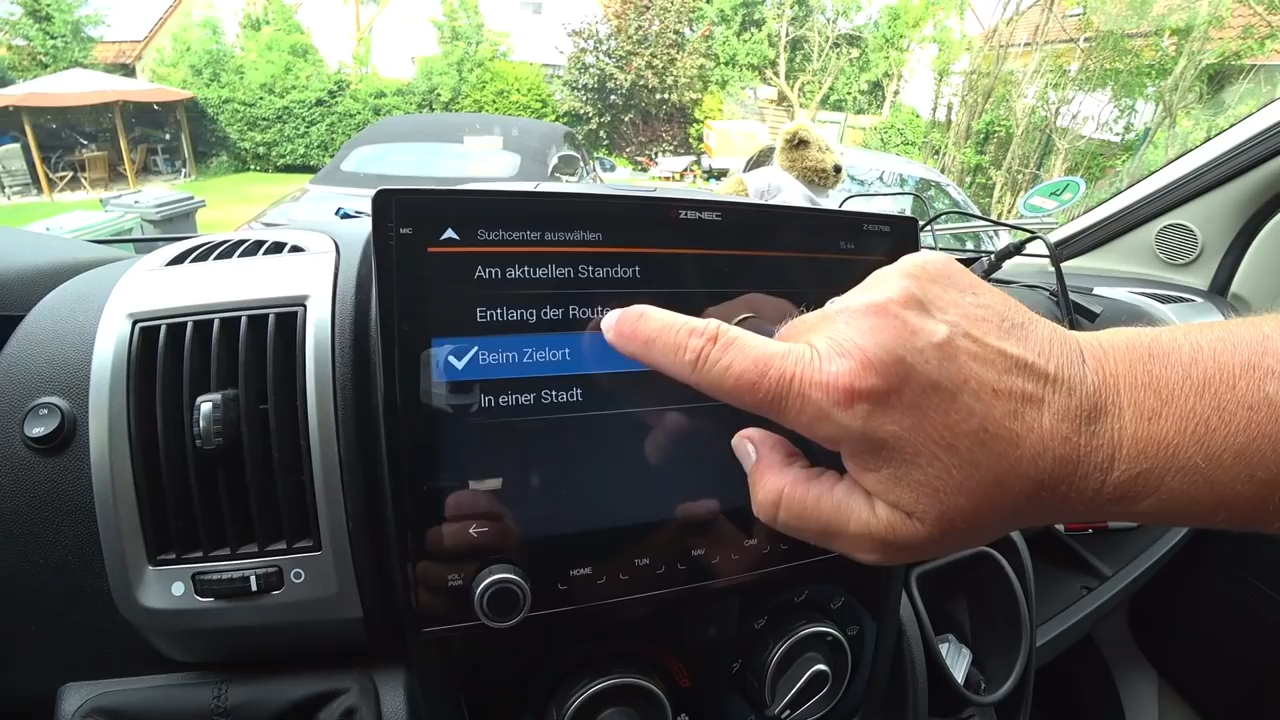 ZENEC
MIC
Z-E3766
Suchcenter auswählen
15:44
Am aktuellen Standort
Entlang der Route
Beim Zielort
In einer Stadt
VOL /
PWR
HOME
TUN
NAV
CAM
ON
OFF